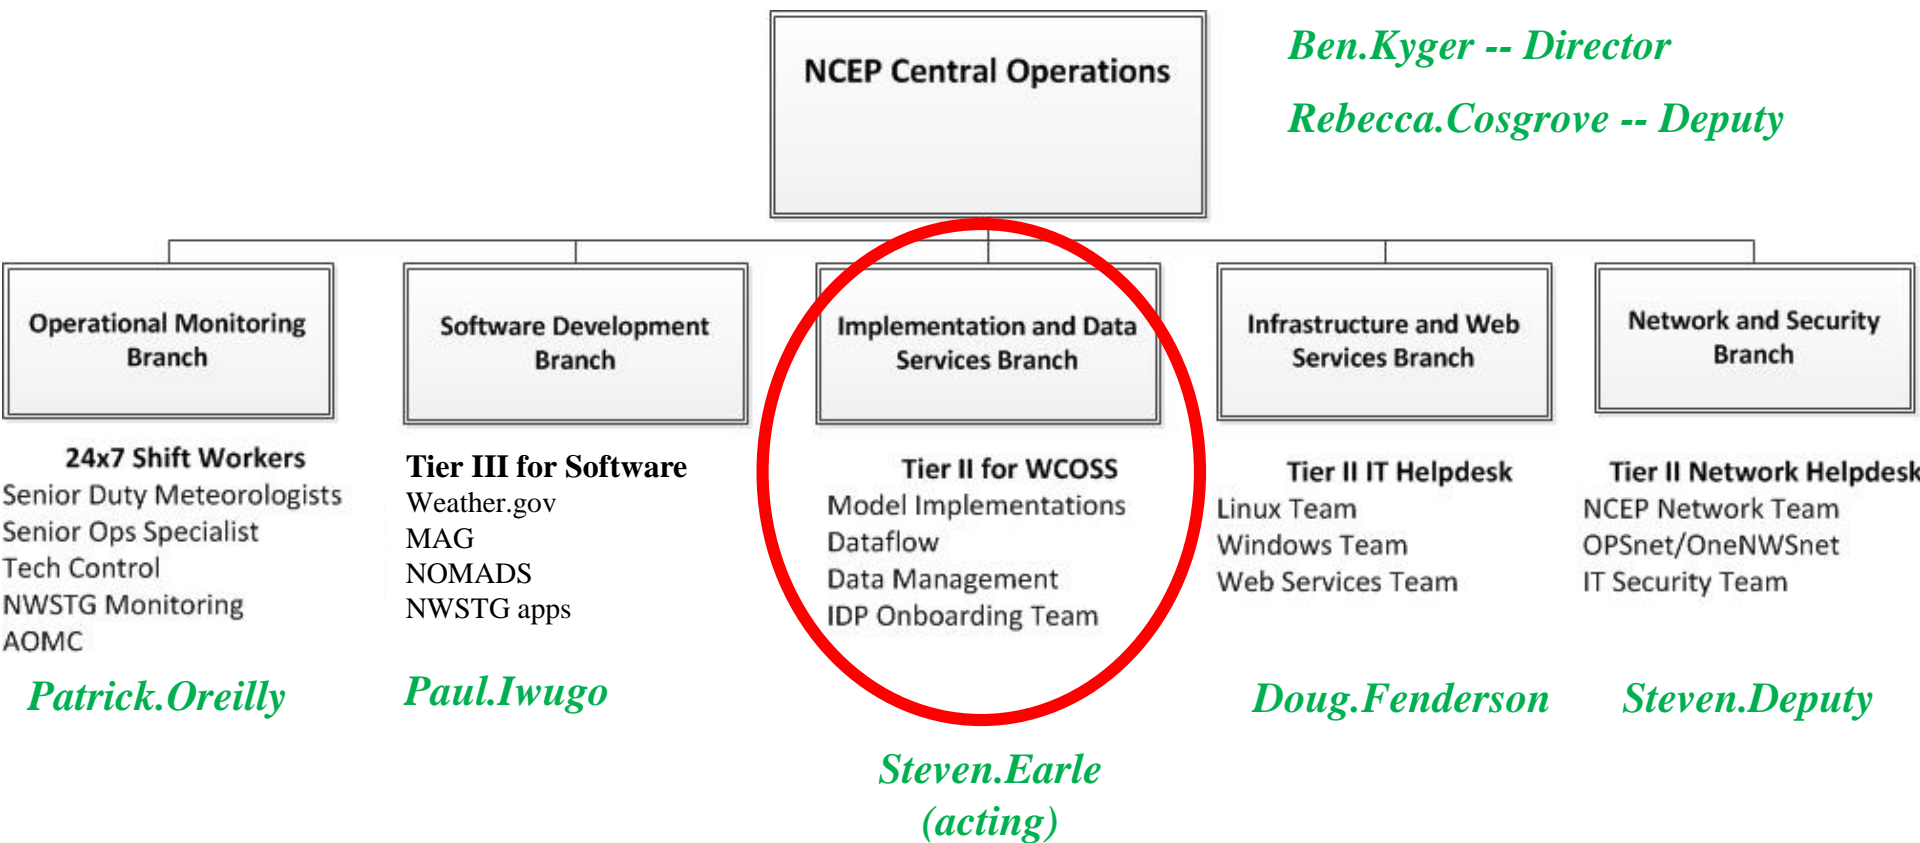 NCEP Central Operations
Ben.Kyger -- Director
Rebecca.Cosgrove -- Deputy
Operational Monitoring
Branch
24x7 Shift Workers
Senior Duty Meteorologists
Senior Ops Specialist
Tech Control
NWSTG Monitoring
AOMC
Patrick.Oreilly
Software Development
Branch
Tier III for Software
Weather.gov
MAG
NOMADS
NWSTG apps
Paul.Iwugo
Implementation and Data
Services Branch
Tier II for WCOSS
Model Implementations
Dataflow
Data Management
IDP Onboarding Team
Steven.Earle
(acting)
Infrastructure and Web
Services Branch
Tier II IT Helpdesk
Linux Team
Windows Team
Web Services Team
Doug.Fenderson
Network and Security
Branch
Tier II Network Helpdesk
NCEP Network Team
OPSnet/OneNWSnet
IT Security Team
Steven.Deputy